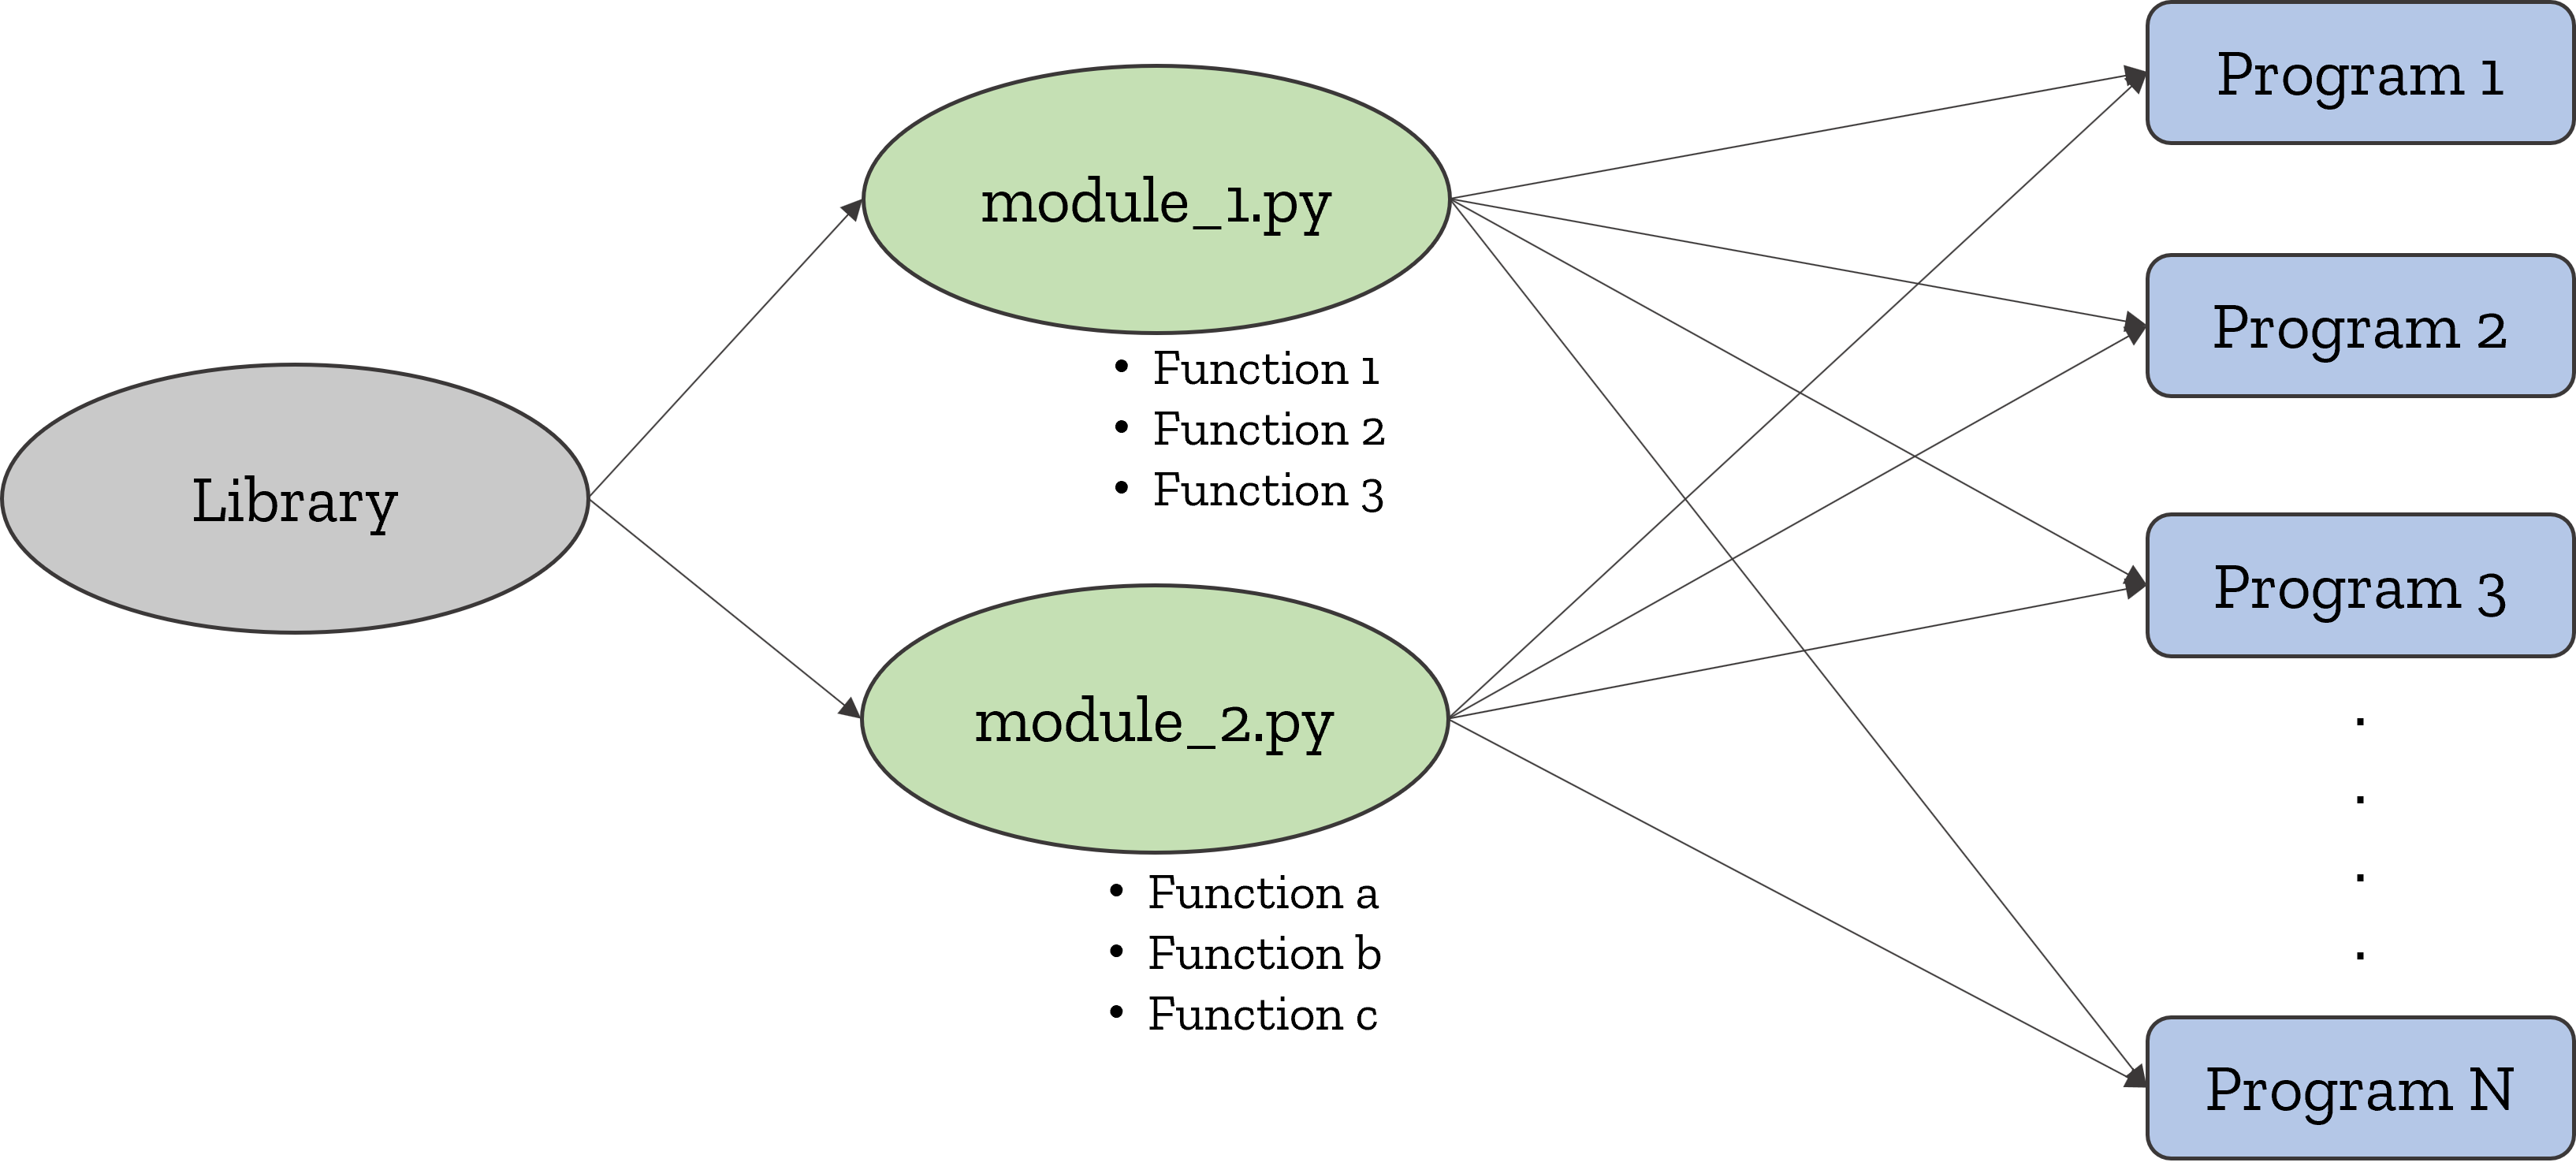 Library
module_1.py
• Function 1
• Function 2
• Function 3
module_2.py
• Function a
• Function b
• Function c
Program 1
Program 2
Program 3
.
.
.
.
Program N